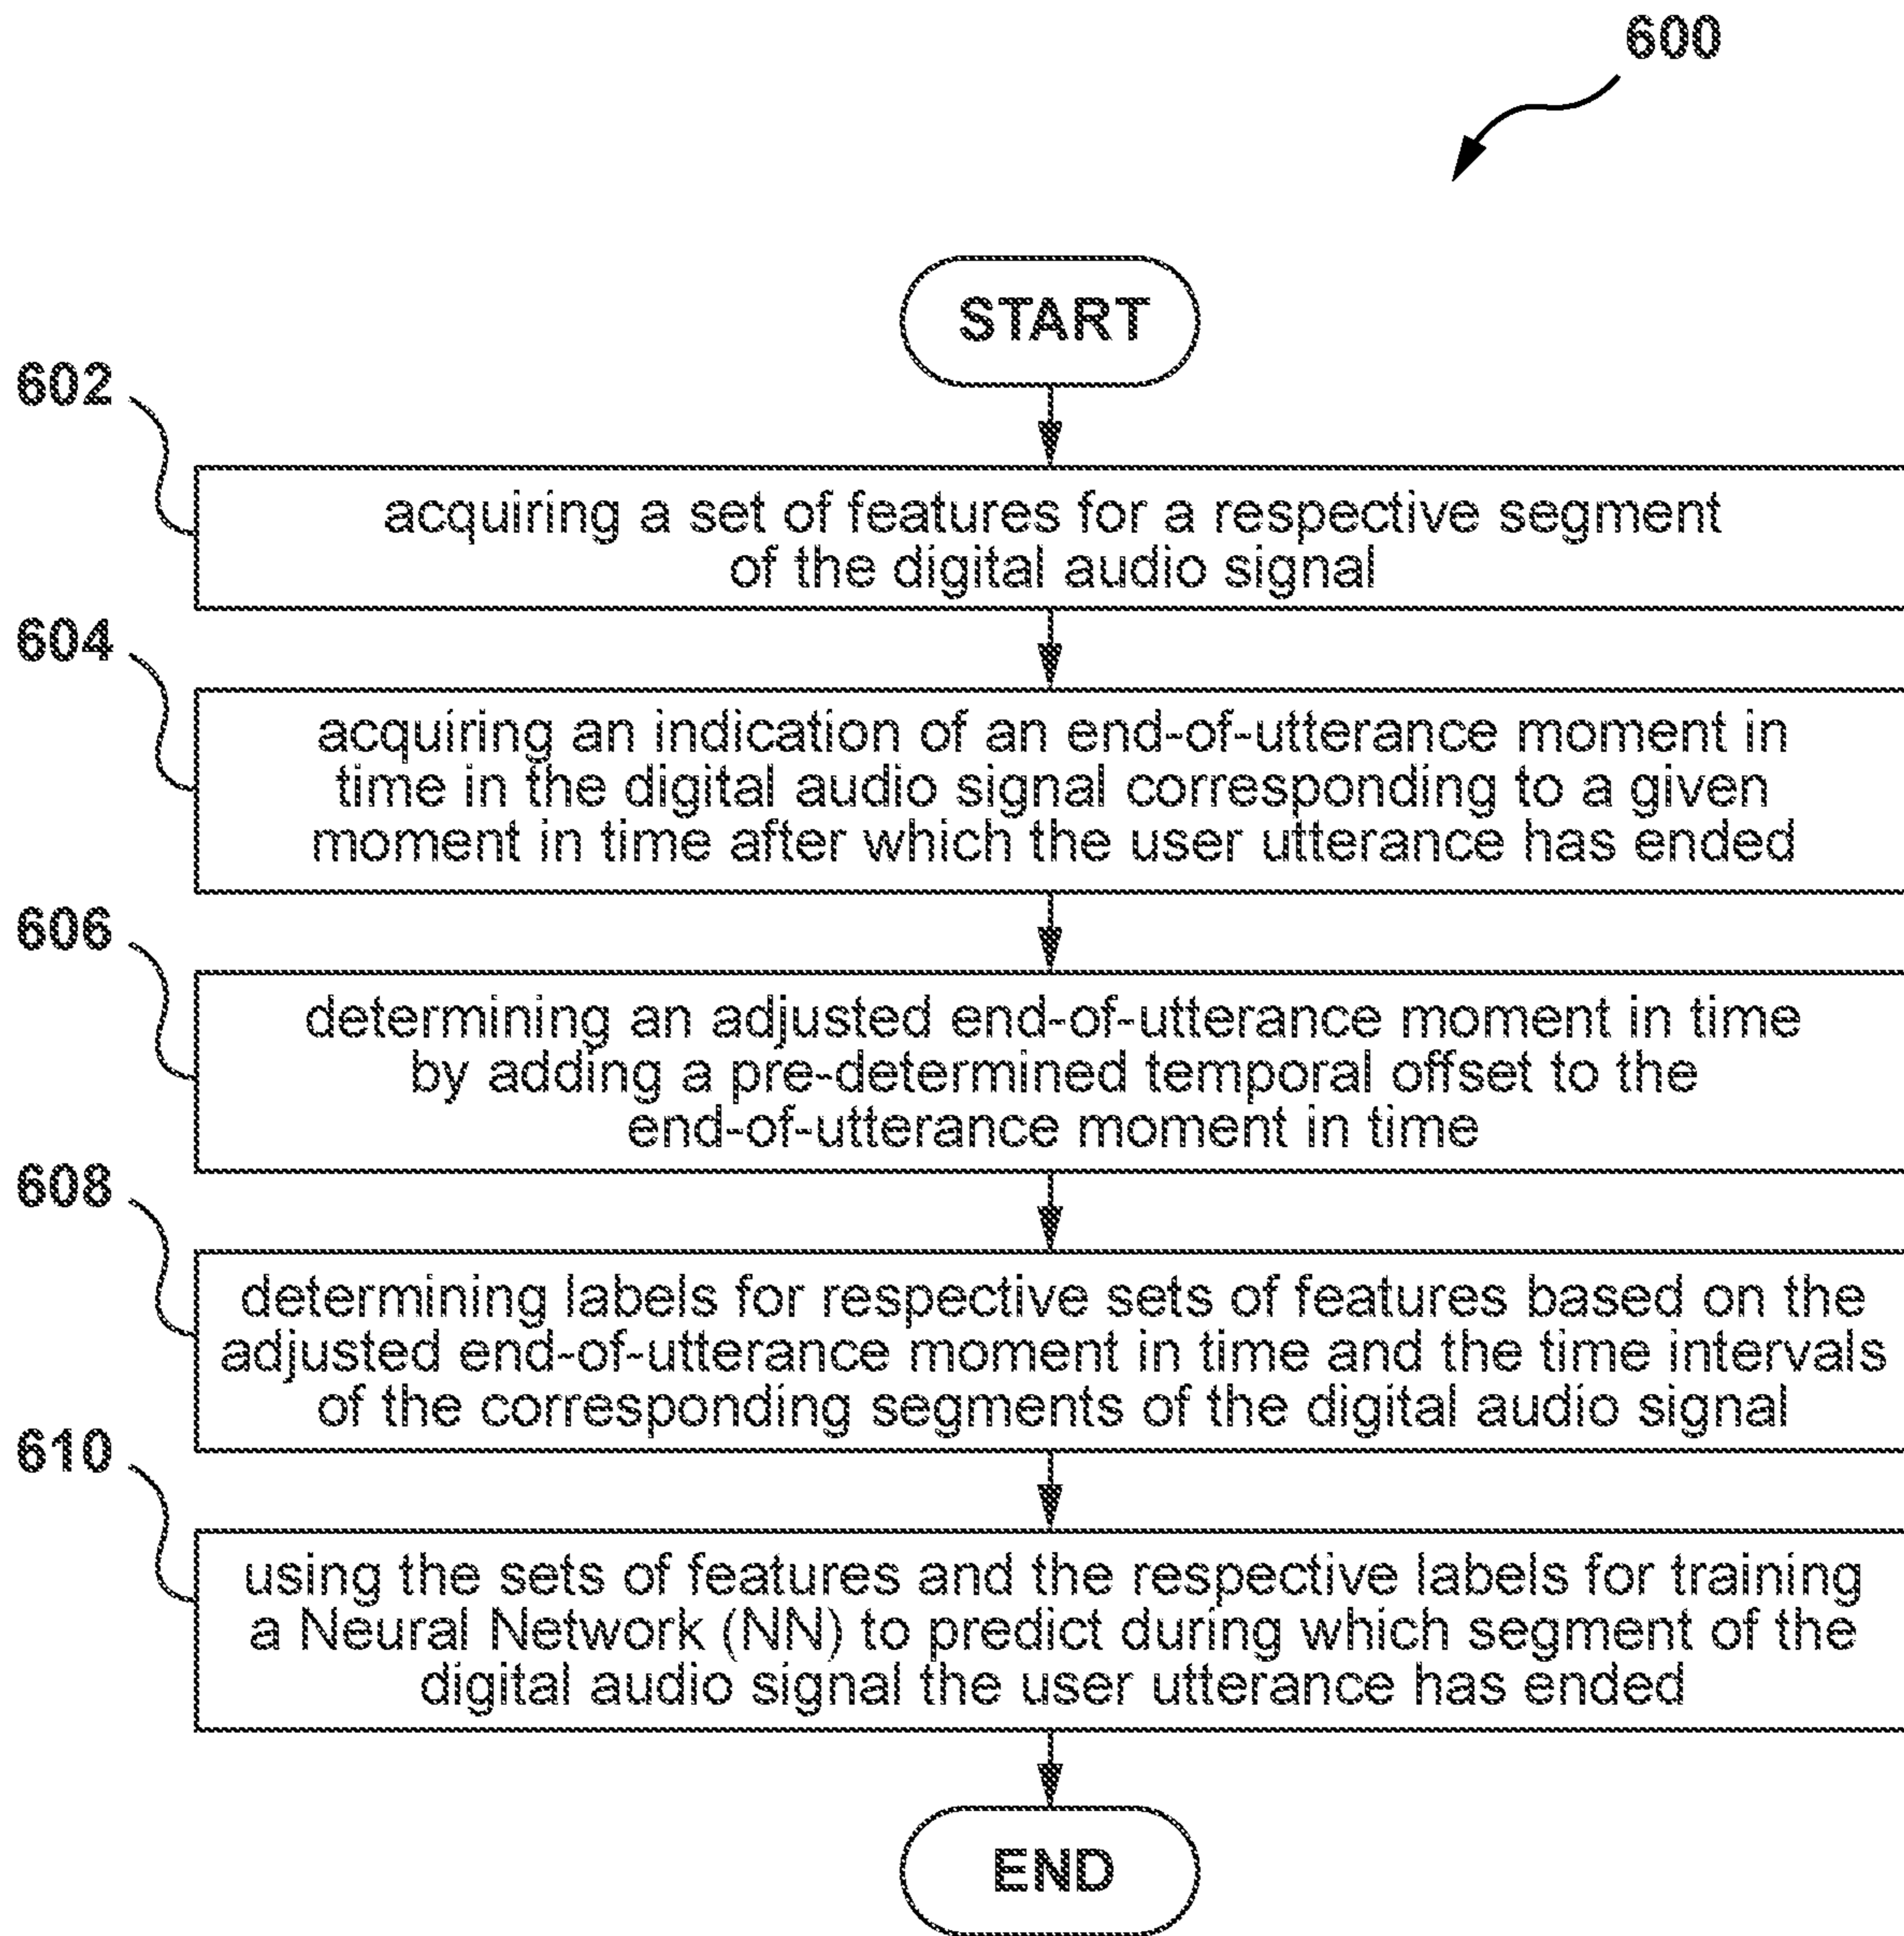 600
START
602
acquiring a set of features for a respective segment
of the digital audio signal
604
acquiring an indication of an end-of-utterance moment in
time in the digital audio signal corresponding to a given
moment in time after which the user utterance has ended
606
determining an adjusted end-of-utterance moment in time
by adding a pre-determined temporal offset to the
end-of-utterance moment in time
608
determining labels for respective sets of features based on the
adjusted end-of-utterance moment in time and the time intervals
of the corresponding segments of the digital audio signal
610
using the sets of features and the respective labels for training
a Neural Network (NN) to predict during which segment of the
digital audio signal the user utterance has ended
END